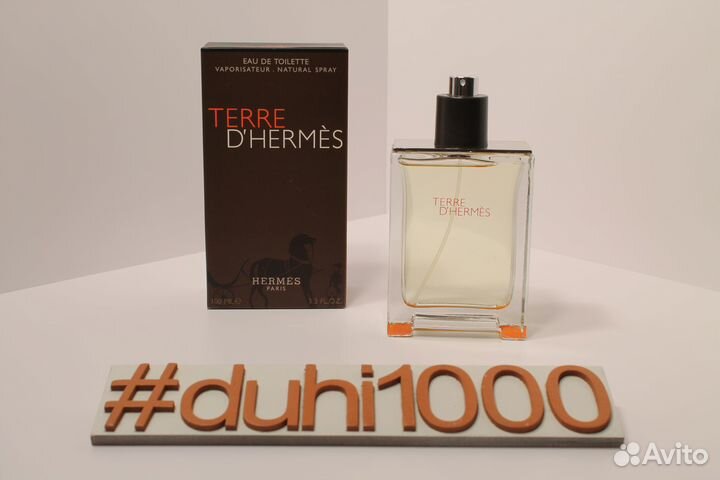 EAU DE TOILETTE
VAPORISATEUR . NATURAL SPRAY
TERRE
D'HERMÈS
HERMÈS
PARIS
100 ML e
3.3 FL.OZ.
TERRE
D'HERMÈS
#duhi1000
Avito